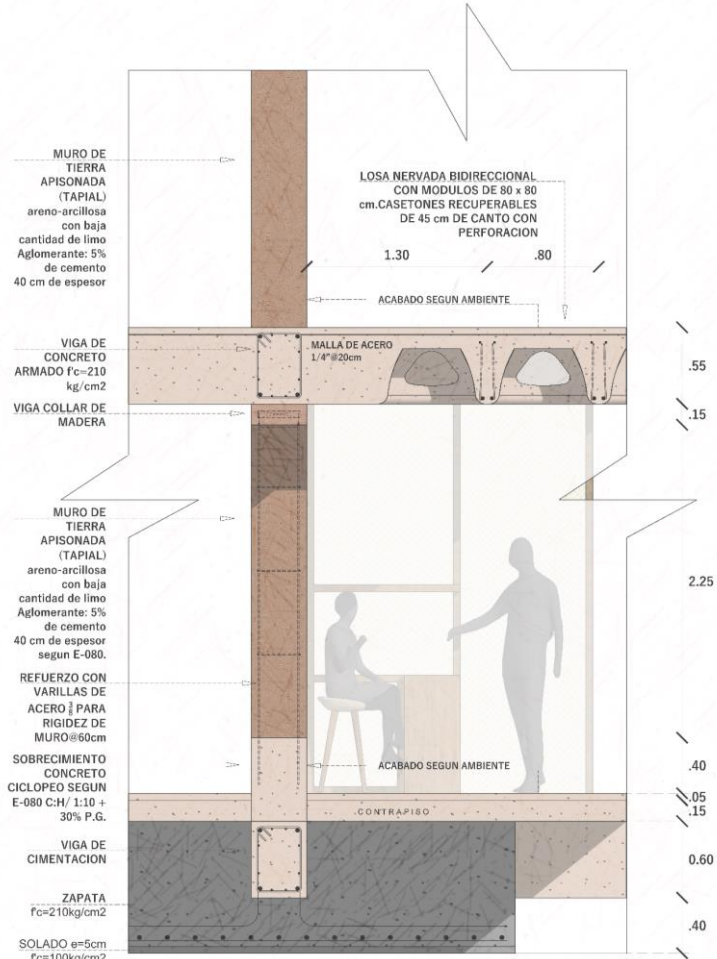 MURO DE
TIERRA
APISONADA
(TAPIAL)
areno-arcillosa
con baja
cantidad de limo
Aglomerante: 5%
de cemento
40 cm de espesor
LOSA NERVADA BIDIRECCIONAL
CON MODULOS DE 80 x 80
cm.CASETONES RECUPERABLES
DE 45 cm DE CANTO CON
PERFORACION
1.30
.80
ACABADO SEGUN AMBIENTE
VIGA DE
CONCRETO
ARMADO f'c=210
kg/cm2
MALLA DE ACERO
1/4"@20cm
.55
VIGA COLLAR DE
MADERA
.15
MURO DE
TIERRA
APISONADA
(TAPIAL)
areno-arcillosa
con baja
cantidad de limo
Aglomerante: 5%
de cemento
40 cm de espesor
segun E-080.
2.25
REFUERZO CON
VARILLAS DE
ACERO PARA
RIGIDEZ DE
MURO@60cm
SOBRECIMIENTO
CONCRETO
CICLOPEO SEGUN
E-080 C:H/ 1:10 +
30% P.G.
ACABADO SEGUN AMBIENTE
.40
.05
.15
CONTRAPISO
VIGA DE
CIMENTACION
0.60
ZAPATA
f'c=210kg/cm2
.40
SOLADO e=5cm
f'c=100kg/cm2